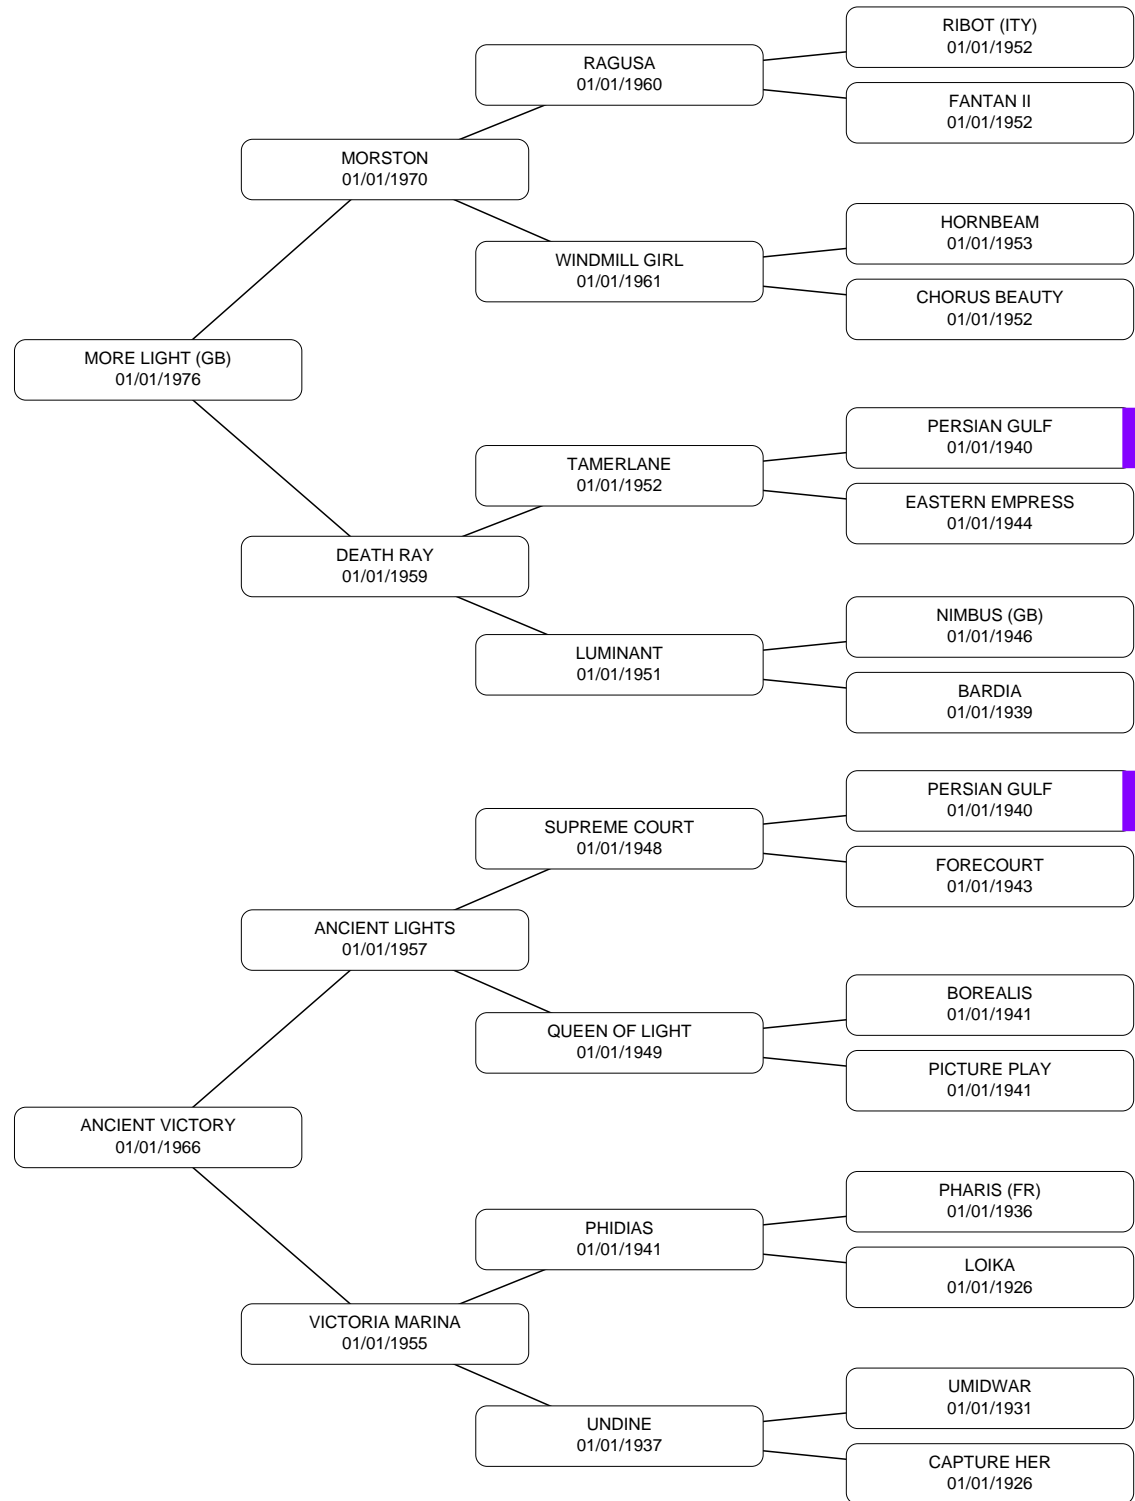 RIBOT (ITY)
01/01/1952
RAGUSA
01/01/1960
FANTAN II
01/01/1952
MORSTON
01/01/1970
HORNBEAM
01/01/1953
WINDMILL GIRL
01/01/1961
CHORUS BEAUTY
01/01/1952
MORE LIGHT (GB)
01/01/1976
PERSIAN GULF
01/01/1940
TAMERLANE
01/01/1952
EASTERN EMPRESS
01/01/1944
DEATH RAY
01/01/1959
NIMBUS (GB)
01/01/1946
LUMINANT
01/01/1951
BARDIA
01/01/1939
PERSIAN GULF
01/01/1940
SUPREME COURT
01/01/1948
FORECOURT
01/01/1943
ANCIENT LIGHTS
01/01/1957
BOREALIS
01/01/1941
QUEEN OF LIGHT
01/01/1949
PICTURE PLAY
01/01/1941
ANCIENT VICTORY
01/01/1966
PHARIS (FR)
01/01/1936
PHIDIAS
01/01/1941
LOIKA
01/01/1926
VICTORIA MARINA
01/01/1955
UMIDWAR
01/01/1931
UNDINE
01/01/1937
CAPTURE HER
01/01/1926